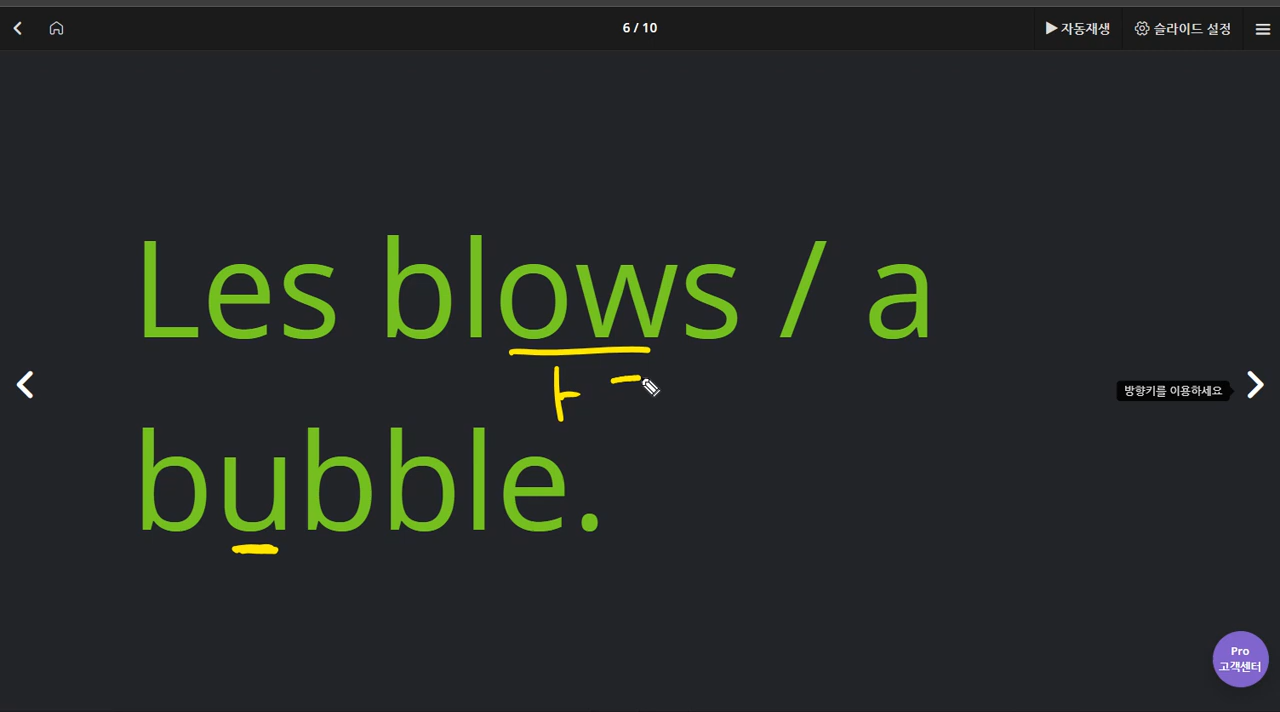 6 / 10
▶ 자동재생
슬라이드 설정
Les blows / a
ㅏ
bubble.
방향키를 이용하세요
Pro
고객센터